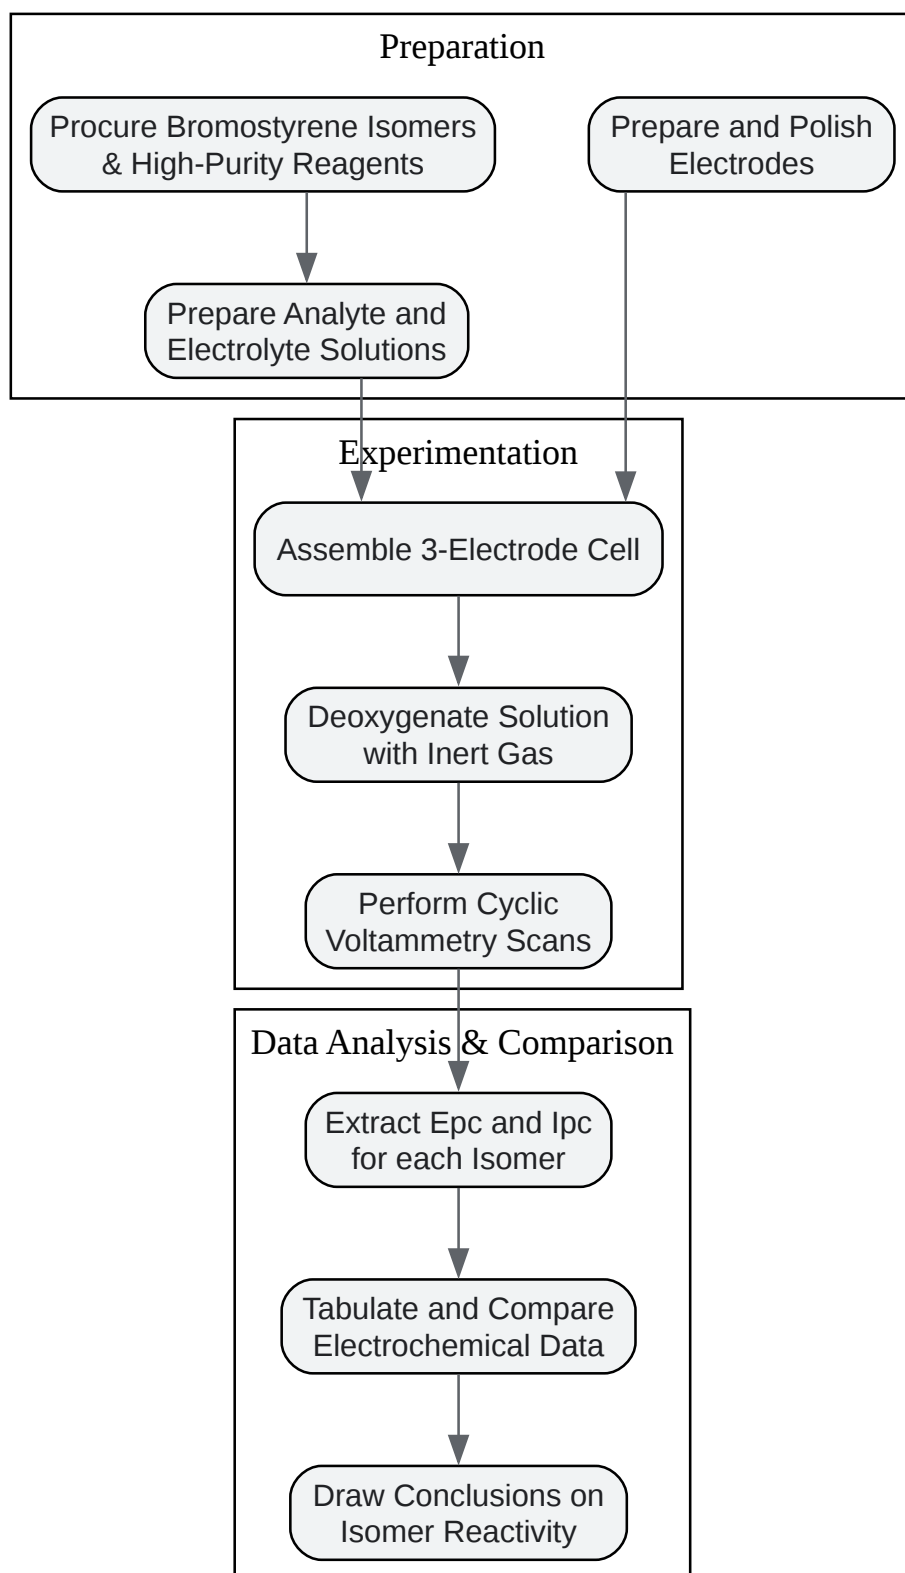 Preparation
Procure Bromostyrene Isomers
& High-Purity Reagents
Prepare and Polish
Electrodes
Prepare Analyte and
Electrolyte Solutions
Experimentation
Assemble 3-Electrode Cell
Deoxygenate Solution
with Inert Gas
Perform Cyclic
Voltammetry Scans
Data Analysis & Comparison
Extract Epc and Ipc
for each Isomer
Tabulate and Compare
Electrochemical Data
Draw Conclusions on
Isomer Reactivity